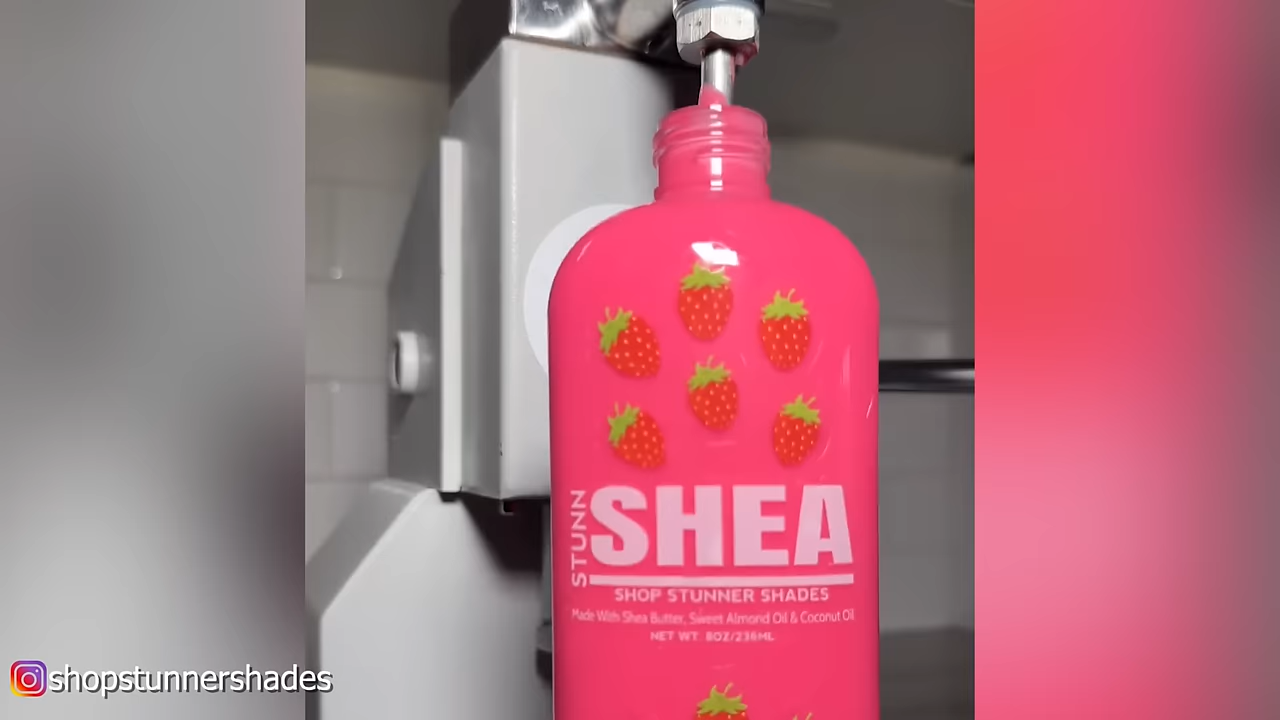 STUNN
SHEA
SHOP STUNNER SHADES
Made With Shea Butter, Sweet Almond Oil & Coconut Oil
NET WT. 8OZ/236ML
shopstunnershades